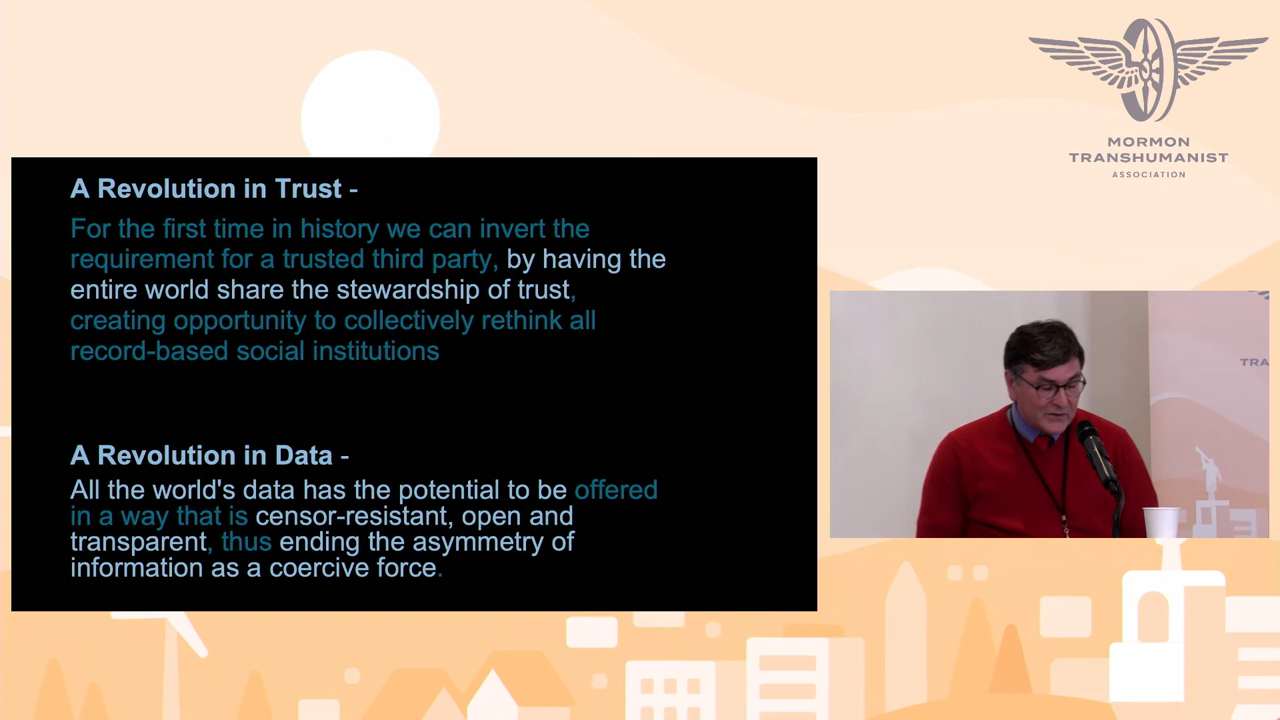 MORMON
TRANSHUMANIST
ASSOCIATION
A Revolution in Trust -
For the first time in history we can invert the
requirement for a trusted third party, by having the
entire world share the stewardship of trust,
creating opportunity to collectively rethink all
record-based social institutions
A Revolution in Data -
All the world's data has the potential to be offered
in a way that is censor-resistant, open and
transparent, thus ending the asymmetry of
information as a coercive force.
TRA